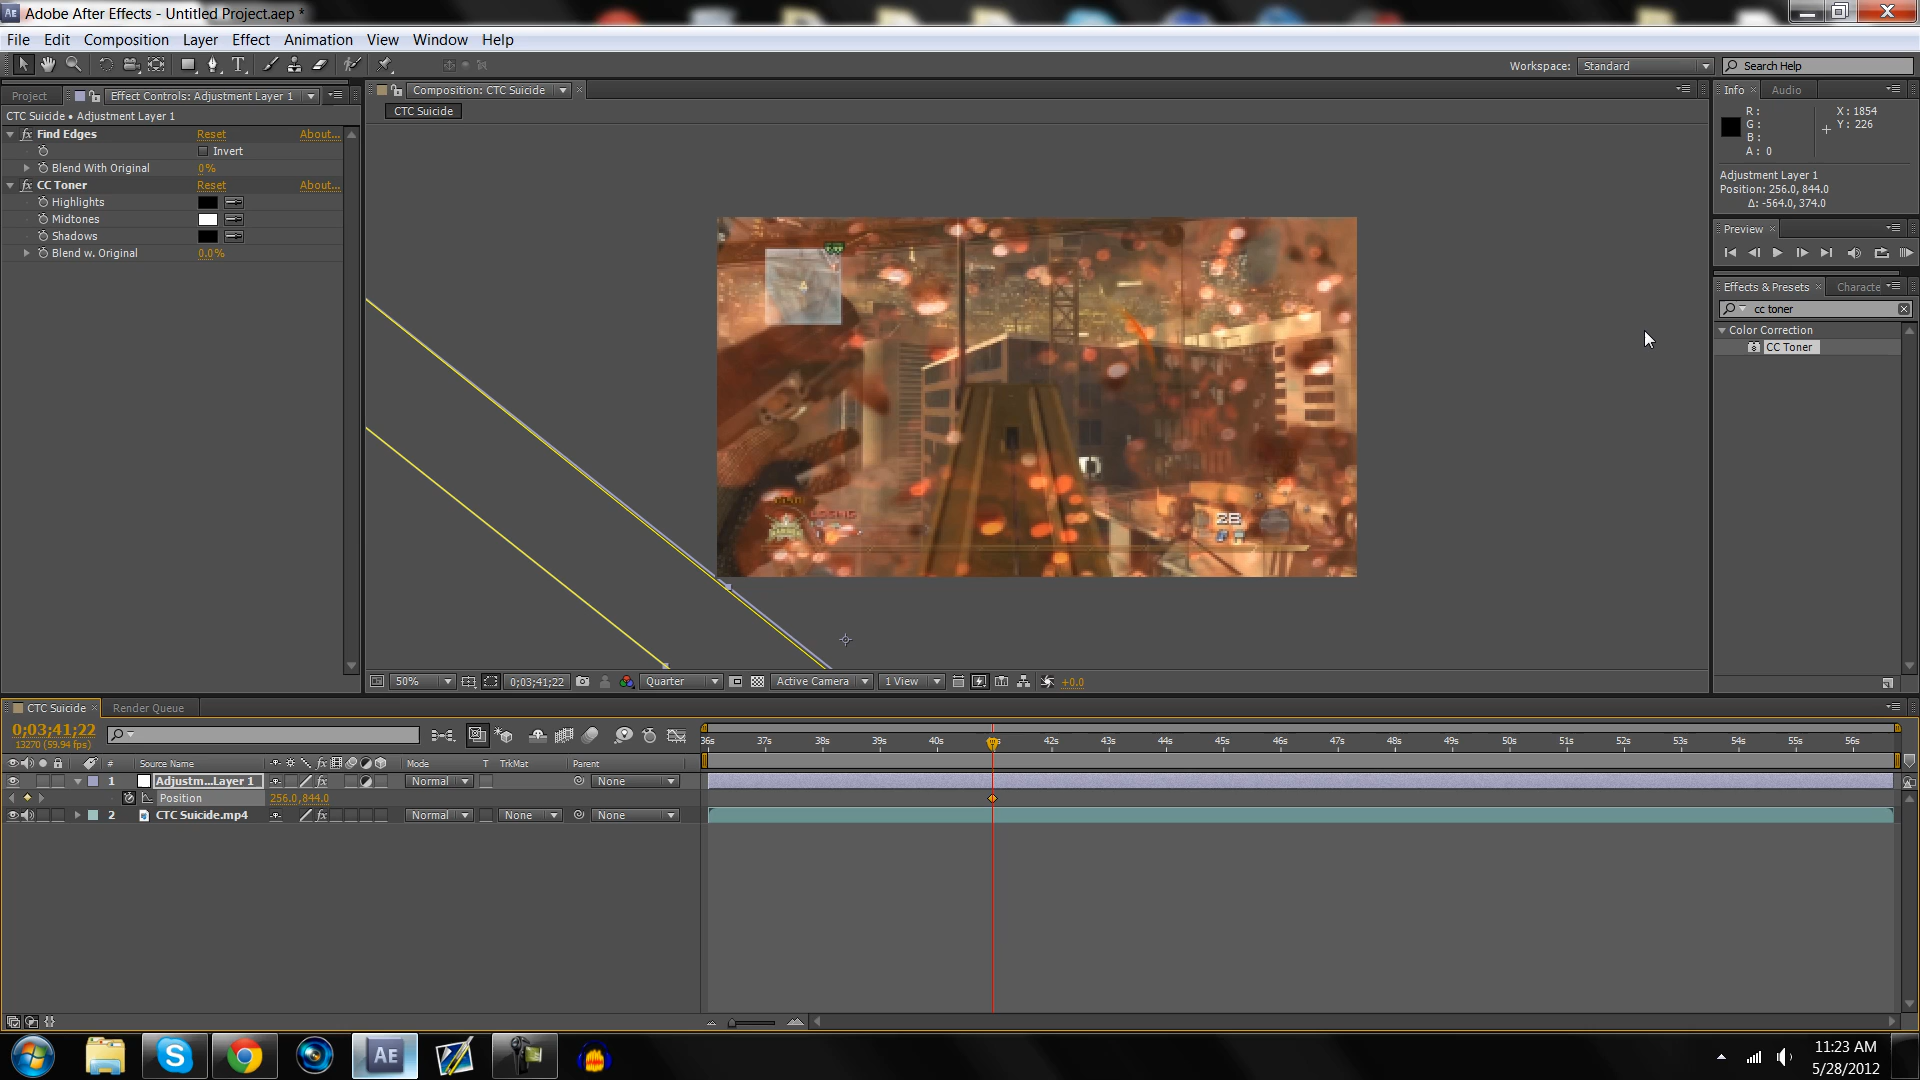 Adobe After Effects - Untitled Project.aep *
File Edit Composition Layer Effect Animation View Window Help
Workspace: Standard Search Help
Project Effect Controls: Adjustment Layer 1
CTC Suicide • Adjustment Layer 1
fx Find Edges Reset About...
Invert
Blend With Original 0%
fx CC Toner Reset About...
Highlights
Midtones
Shadows
Blend w. Original 0.0%
Composition: CTC Suicide
CTC Suicide
28
50% 0;03;41;22 Quarter Active Camera 1 View +0.0
Info Audio
R: X: 1854
G: Y: 226
B:
A: 0
Adjustment Layer 1
Position: 256.0, 844.0
Δ: -564.0, 374.0
Preview
Effects & Presets Characte
cc toner
Color Correction
CC Toner
CTC Suicide Render Queue
0;03;41;22
13270 (59.94 fps)
36s 37s 38s 39s 40s 42s 43s 44s 45s 46s 47s 48s 49s 50s 51s 52s 53s 54s 55s 56s
# Source Name fx Mode T TrkMat Parent
1 Adjustm...Layer 1 fx Normal None
Position 256.0,844.0
2 CTC Suicide.mp4 fx Normal None None
AE
11:23 AM
5/28/2012